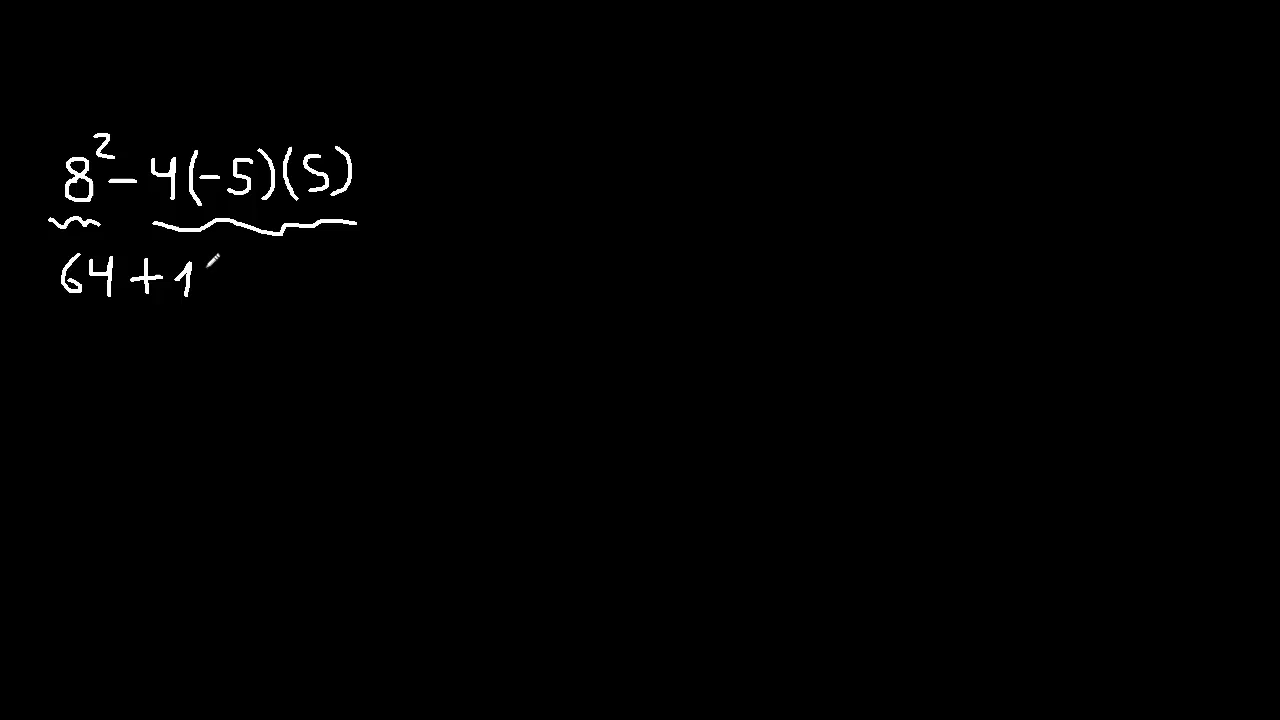 8² - 4(-5)(5)
64 + 1